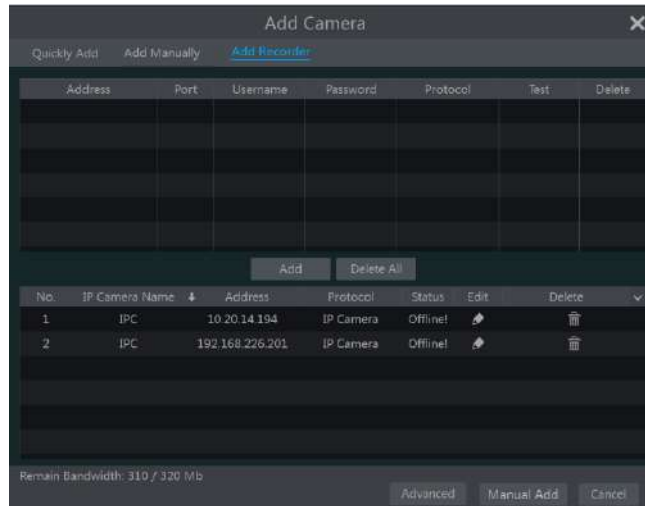 Add Camera
Quickly Add Add Manually Add Recorder
Address Port Username Password Protocol Test Delete
Add Delete All
No. IP Camera Name Address Protocol Status Edit Delete
1 IPC 10.20.14.194 IP Camera Offline!
2 IPC 192.168.226.201 IP Camera Offline!
Remain Bandwidth: 310 / 320 Mb
Advanced Manual Add Cancel